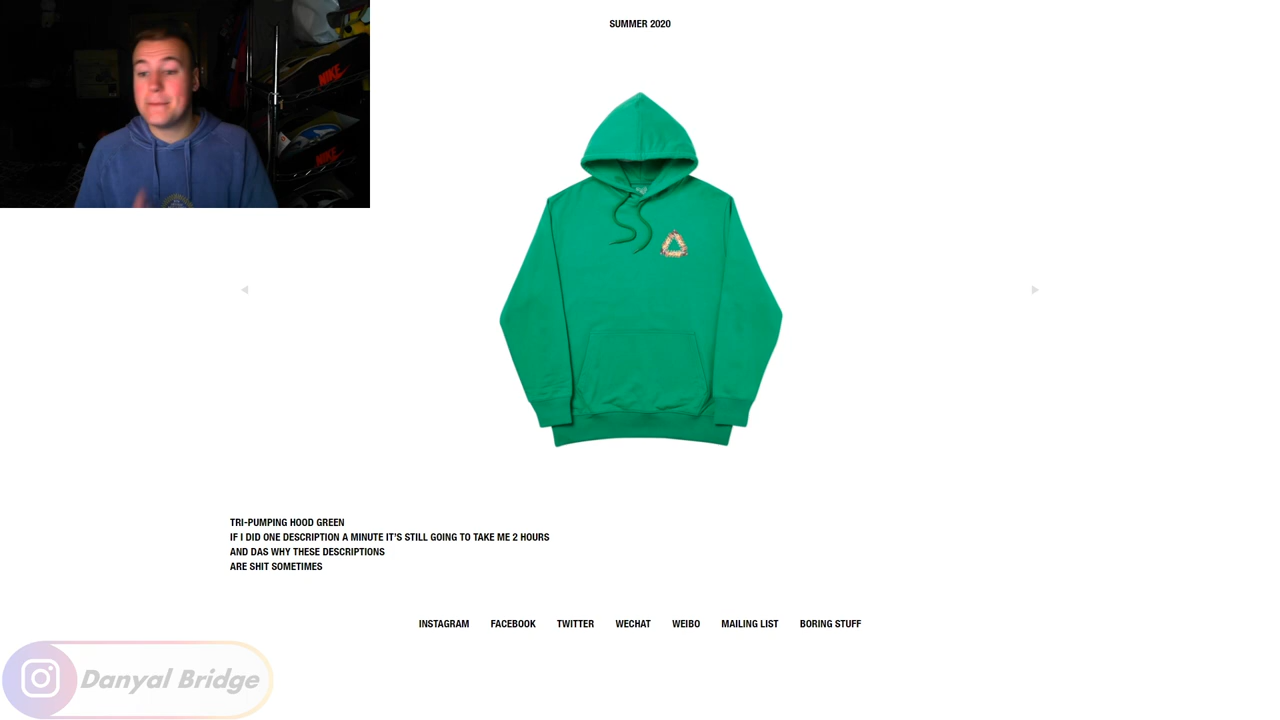 SUMMER 2020
NIKE
NIKE
TRI-PUMPING HOOD GREEN
IF I DID ONE DESCRIPTION A MINUTE IT'S STILL GOING TO TAKE ME 2 HOURS
AND DAS WHY THESE DESCRIPTIONS
ARE SHIT SOMETIMES
INSTAGRAM FACEBOOK TWITTER WECHAT WEIBO MAILING LIST BORING STUFF
Danyal Bridge